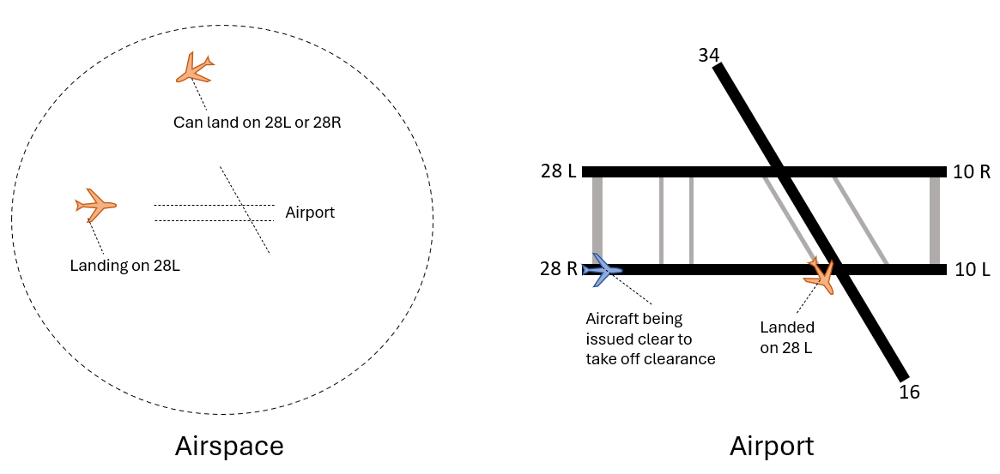 Can land on 28L or 28R
Airport
Landing on 28L
Airspace
34
28 L
10 R
28 R
10 L
Aircraft being
issued clear to
take off clearance
Landed
on 28 L
16
Airport